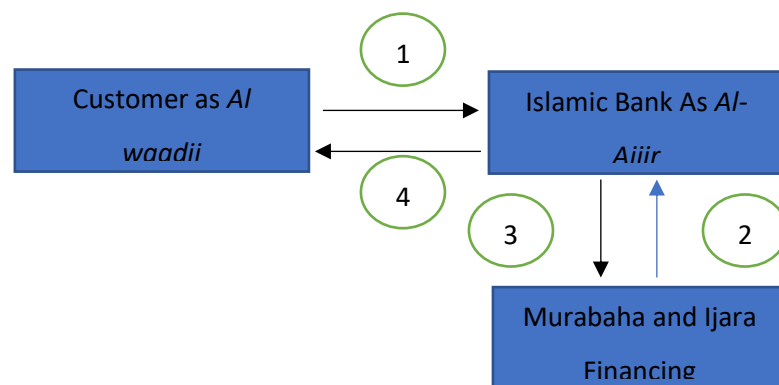 1
Customer as Al
waadii
Islamic Bank As Al-
Ajiir
4
3
2
Murabaha and Ijara
Financing